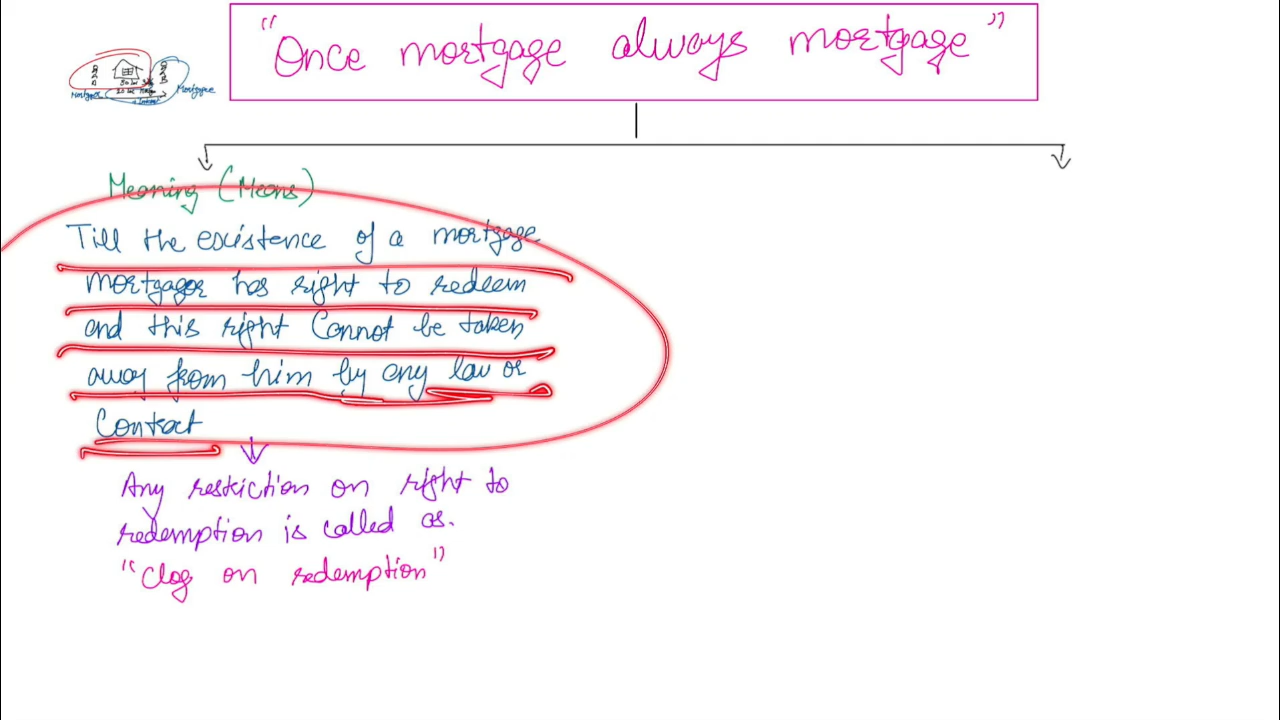 "Once mortgage always mortgage"
Mortgagor
Mortgagee
Meaning (Means)
Till the existence of a mortgage
mortgagor has right to redeem
and this right Cannot be taken
away from him by any law or
Contract
Any restriction on right to
redemption is called as.
"Clog on redemption"